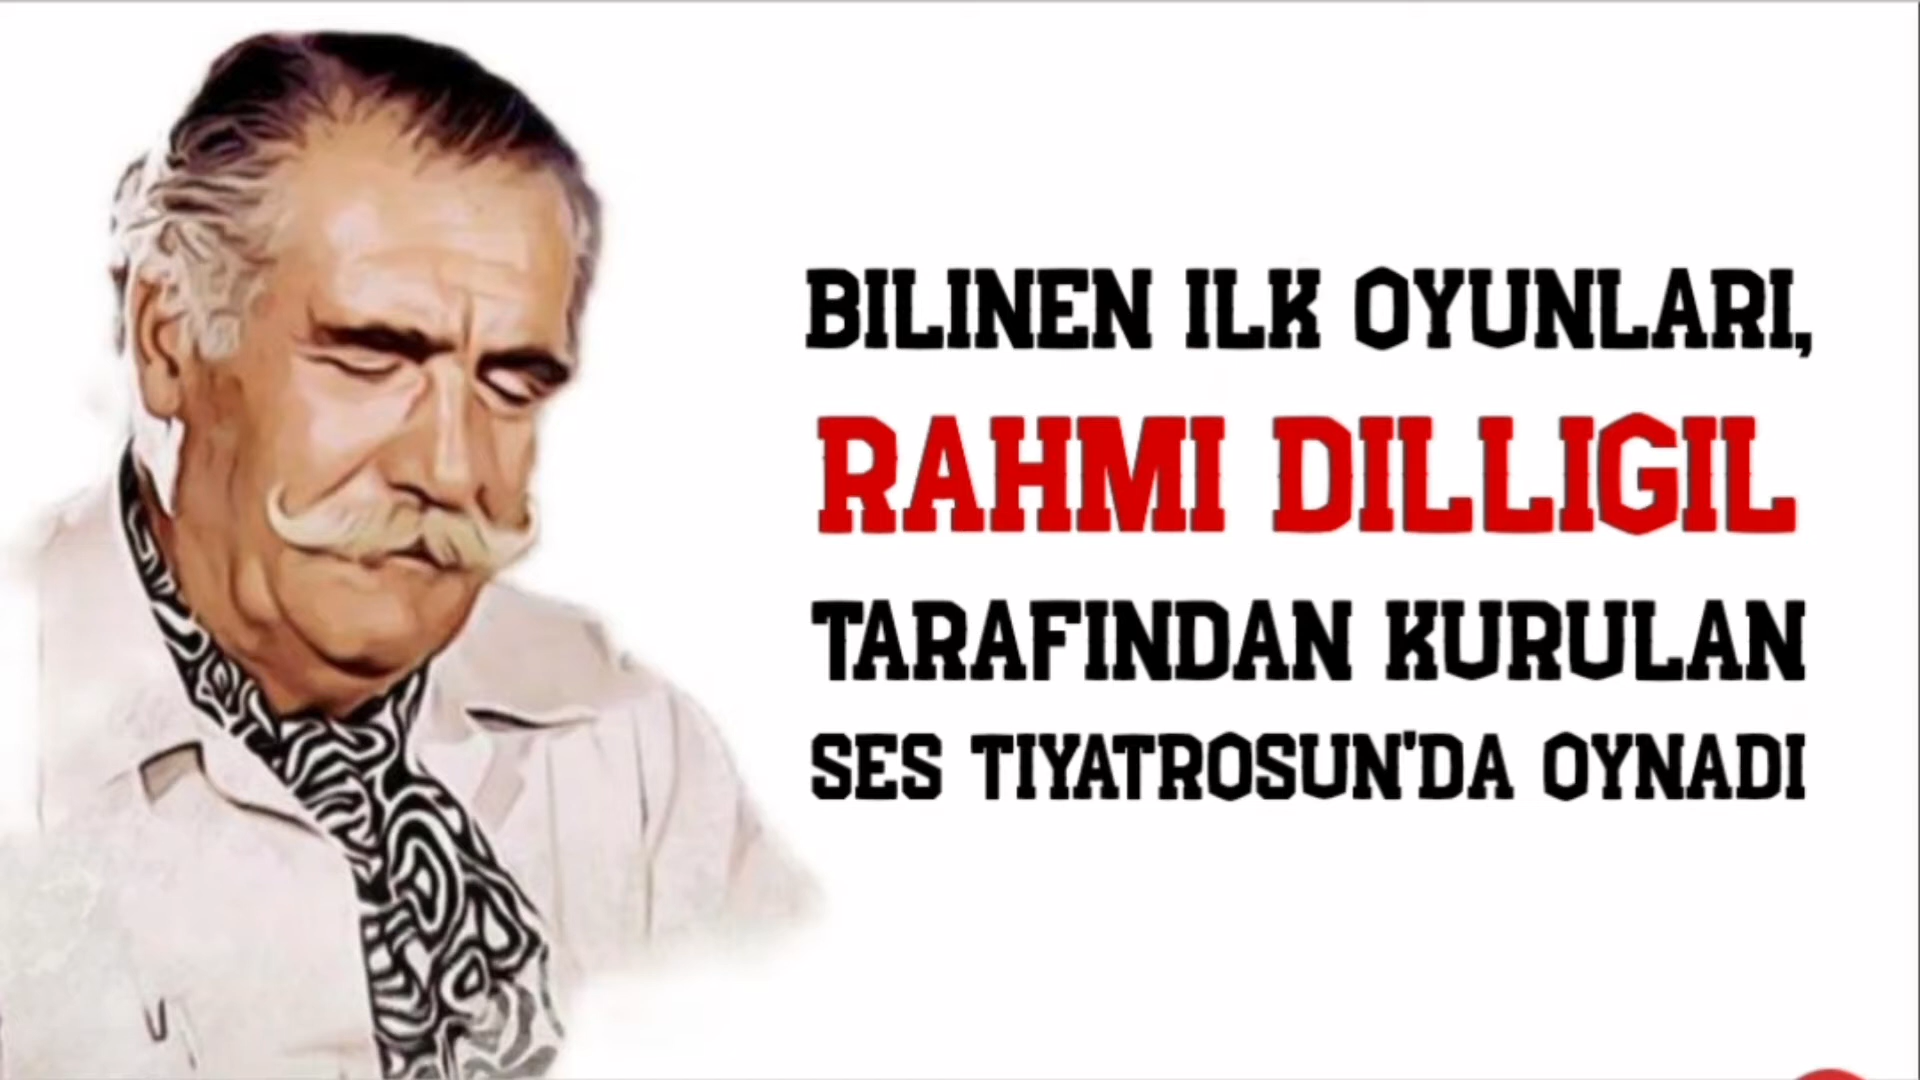 BILINEN ILK OYUNLARI,
RAHMI DILLIGIL
TARAFINDAN KURULAN
SES TIYATROSUN'DA OYNADI